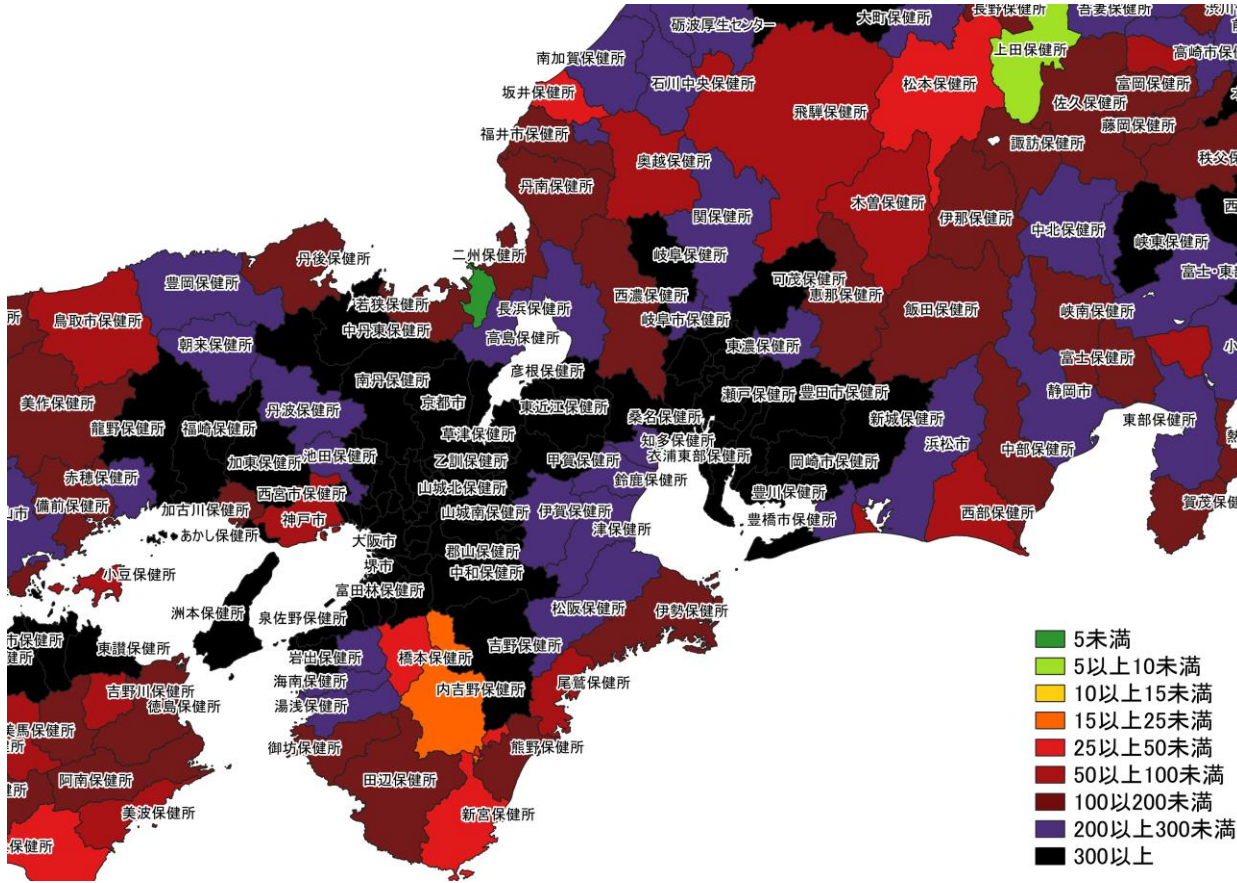 長野保健所
大町保健所
砺波厚生センター
上田保健所
南加賀保健所
坂井保健所
石川中央保健所
飛騨保健所
松本保健所
高崎市保
富岡保健所
佐久保健所
藤岡保健所
福井市保健所
奥越保健所
諏訪保健所
秩父保
丹南保健所
木曽保健所
伊那保健所
関保健所
中北保健所
峡東保健所
丹後保健所
二州保健所
岐阜保健所
可茂保健所
恵那保健所
富士・東部
豊岡保健所
若狭保健所
長浜保健所
西濃保健所
飯田保健所
峡南保健所
鳥取市保健所
中丹東保健所
高島保健所
岐阜市保健所
朝来保健所
東濃保健所
富士保健所
彦根保健所
南丹保健所
京都市
東近江保健所
瀬戸保健所
豊田市保健所
静岡市
美作保健所
龍野保健所
福崎保健所
丹波保健所
草津保健所
桑名保健所
新城保健所
東部保健所
知多保健所
浜松市
中部保健所
加東保健所
池田保健所
乙訓保健所
甲賀保健所
衣浦東部保健所
岡崎市保健所
赤穂保健所
西宮市保健所
山城北保健所
鈴鹿保健所
豊川保健所
備前保健所
加古川保健所
神戸市
山城南保健所
伊賀保健所
豊橋市保健所
西部保健所
賀茂保健
山市
あかし保健所
大阪市
郡山保健所
津保健所
小豆保健所
堺市
中和保健所
洲本保健所
泉佐野保健所
富田林保健所
松阪保健所
伊勢保健所
市保健所
東讃保健所
岩出保健所
橋本保健所
吉野保健所
海南保健所
内吉野保健所
尾鷲保健所
吉野川保健所
徳島保健所
湯浅保健所
美馬保健所
御坊保健所
熊野保健所
阿南保健所
田辺保健所
美波保健所
新宮保健所
保健所
5未満
5以上10未満
10以上15未満
15以上25未満
25以上50未満
50以上100未満
100以200未満
200以上300未満
300以上